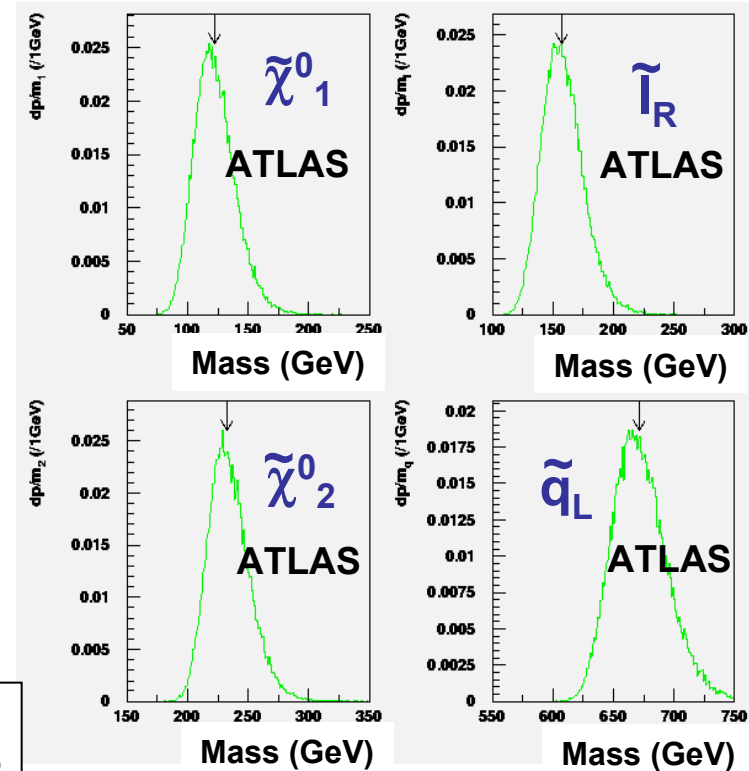 dp/m₁ (/1GeV)
0.025
0.02
0.015
0.01
0.005
0
χ̃⁰₁
ATLAS
50 100 150 200 250
Mass (GeV)
dp/mₗ (/1GeV)
0.025
0.02
0.015
0.01
0.005
0
l̃_R
ATLAS
100 150 200 250 300
Mass (GeV)
dp/m₂ (/1GeV)
0.025
0.02
0.015
0.01
0.005
0
χ̃⁰₂
ATLAS
150 200 250 300 350
Mass (GeV)
dp/m_q (/1GeV)
0.02
0.0175
0.015
0.0125
0.01
0.0075
0.005
0.0025
0
q̃_L
ATLAS
550 600 650 700 750
Mass (GeV)